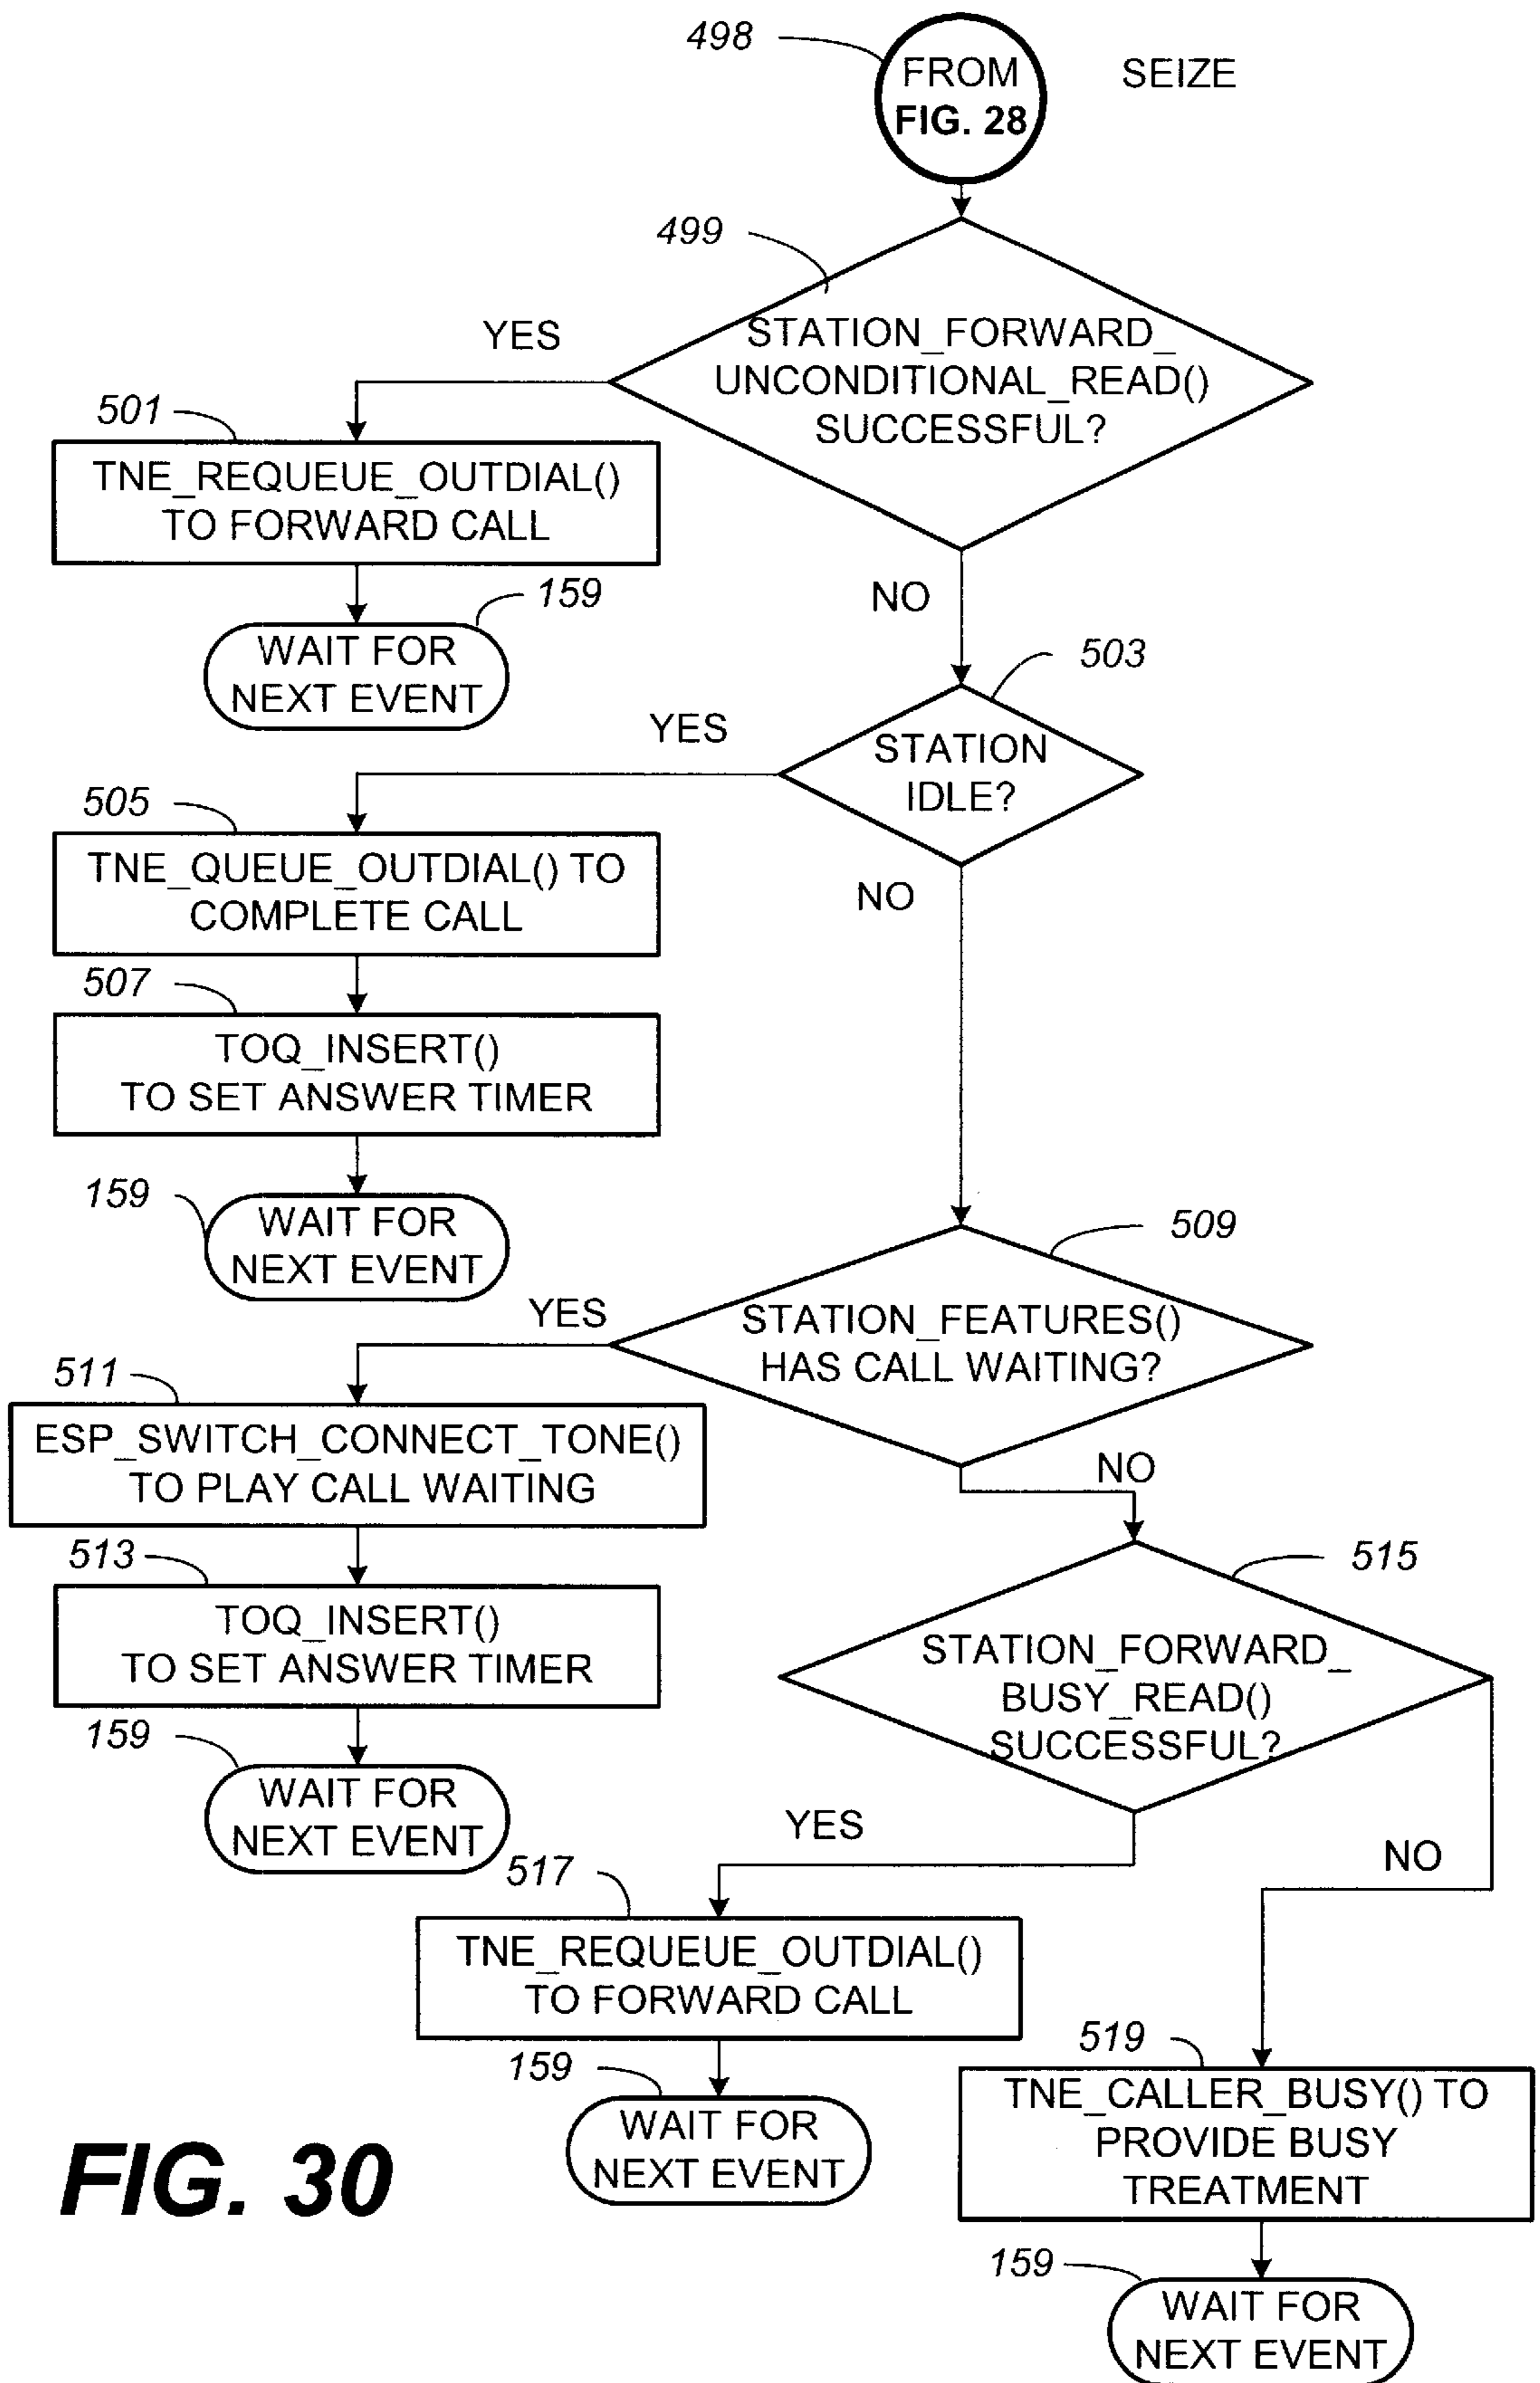 498
FROM
FIG. 28
SEIZE
499
STATION_FORWARD_
UNCONDITIONAL_READ()
SUCCESSFUL?
YES
501
TNE_REQUEUE_OUTDIAL()
TO FORWARD CALL
159
WAIT FOR
NEXT EVENT
NO
503
STATION
IDLE?
YES
505
TNE_QUEUE_OUTDIAL() TO
COMPLETE CALL
NO
507
TOQ_INSERT()
TO SET ANSWER TIMER
159
WAIT FOR
NEXT EVENT
509
STATION_FEATURES()
HAS CALL WAITING?
YES
511
ESP_SWITCH_CONNECT_TONE()
TO PLAY CALL WAITING
NO
513
TOQ_INSERT()
TO SET ANSWER TIMER
159
WAIT FOR
NEXT EVENT
515
STATION_FORWARD_
BUSY_READ()
SUCCESSFUL?
YES
NO
517
TNE_REQUEUE_OUTDIAL()
TO FORWARD CALL
159
WAIT FOR
NEXT EVENT
519
TNE_CALLER_BUSY() TO
PROVIDE BUSY
TREATMENT
159
WAIT FOR
NEXT EVENT
FIG. 30